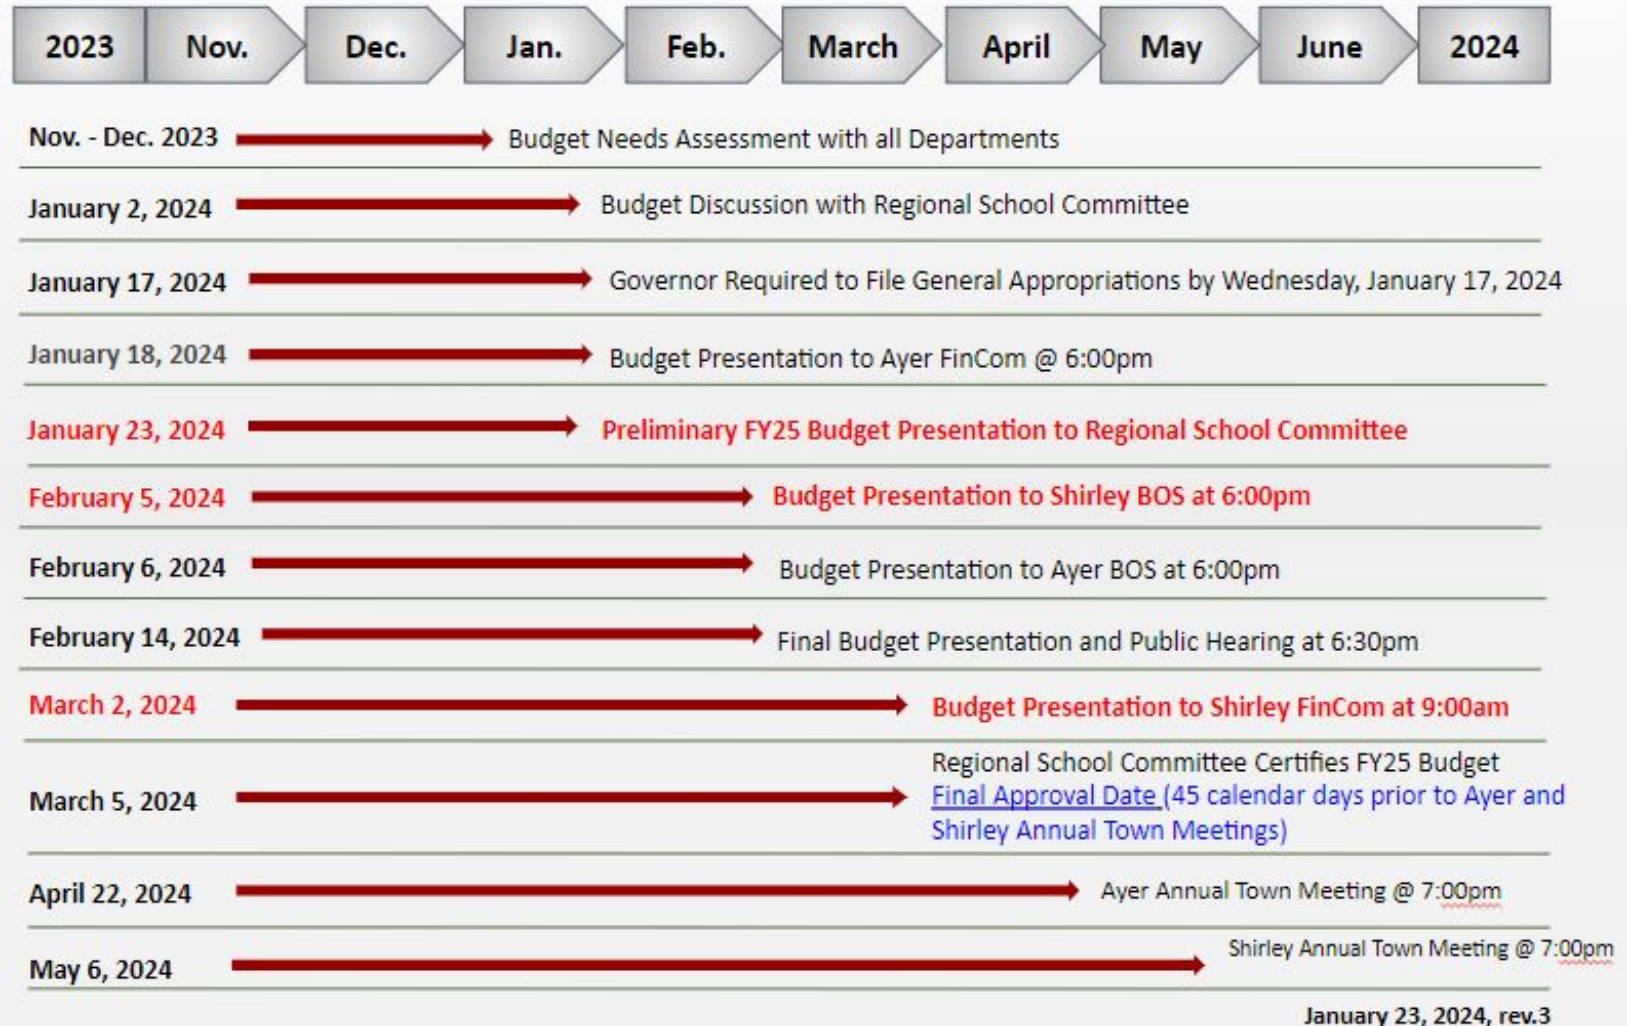 2023 Nov. Dec. Jan. Feb. March April May June 2024
Nov. - Dec. 2023 Budget Needs Assessment with all Departments
January 2, 2024 Budget Discussion with Regional School Committee
January 17, 2024 Governor Required to File General Appropriations by Wednesday, January 17, 2024
January 18, 2024 Budget Presentation to Ayer FinCom @ 6:00pm
January 23, 2024 Preliminary FY25 Budget Presentation to Regional School Committee
February 5, 2024 Budget Presentation to Shirley BOS at 6:00pm
February 6, 2024 Budget Presentation to Ayer BOS at 6:00pm
February 14, 2024 Final Budget Presentation and Public Hearing at 6:30pm
March 2, 2024 Budget Presentation to Shirley FinCom at 9:00am
March 5, 2024 Regional School Committee Certifies FY25 Budget
Final Approval Date (45 calendar days prior to Ayer and
Shirley Annual Town Meetings)
April 22, 2024 Ayer Annual Town Meeting @ 7:00pm
May 6, 2024 Shirley Annual Town Meeting @ 7:00pm
January 23, 2024, rev.3